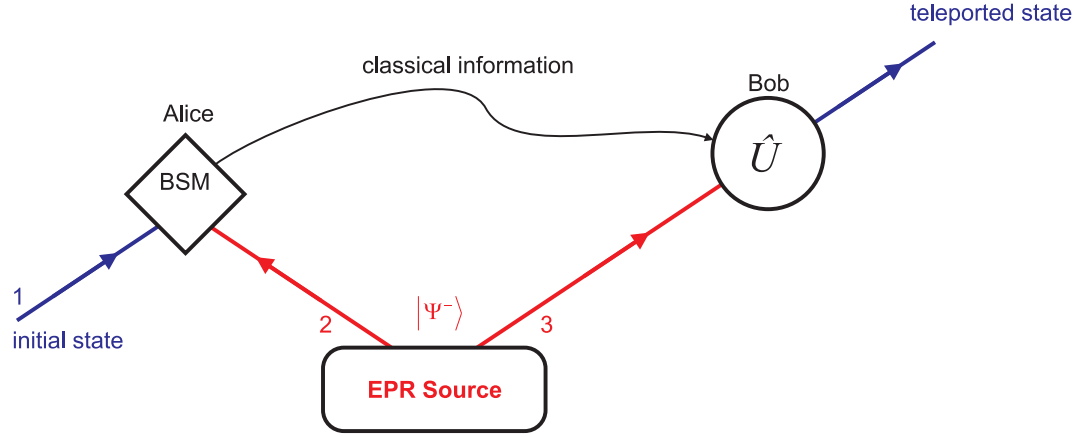 teleported state
classical information
Bob
Alice
Û
BSM
1
2
|Ψ⁻⟩
3
initial state
EPR Source